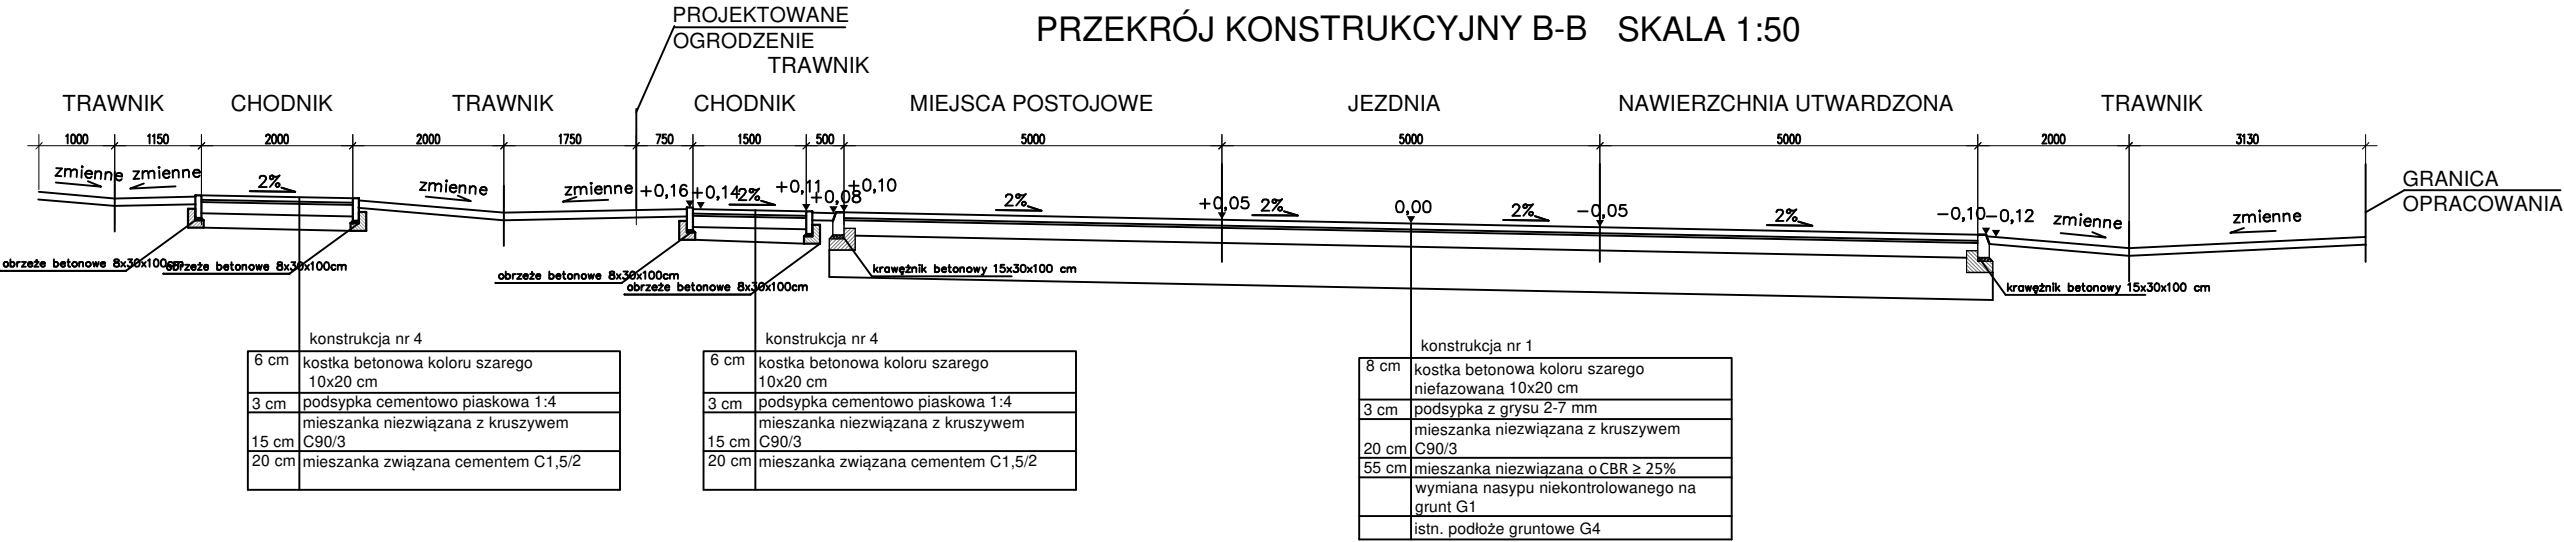 PROJEKTOWANE
OGRODZENIE
PRZEKRÓJ KONSTRUKCYJNY B-B SKALA 1:50
TRAWNIK
TRAWNIK CHODNIK TRAWNIK CHODNIK MIEJSCA POSTOJOWE JEZDNIA NAWIERZCHNIA UTWARDZONA TRAWNIK
1000 1150 2000 2000 1750 750 1500 500 5000 5000 5000 2000 3130
zmienne zmienne 2% zmienne zmienne +0,16 +0,14 2% +0,11 +0,08 +0,10 2% +0,05 2% 0,00 2% -0,05 2% -0,10 -0,12 zmienne zmienne
GRANICA
OPRACOWANIA
obrzeże betonowe 8x30x100cm
obrzeże betonowe 8x30x100cm
obrzeże betonowe 8x30x100cm
obrzeże betonowe 8x30x100cm
krawężnik betonowy 15x30x100 cm
krawężnik betonowy 15x30x100 cm
konstrukcja nr 4
6 cm kostka betonowa koloru szarego
10x20 cm
3 cm podsypka cementowo piaskowa 1:4
mieszanka niezwiązana z kruszywem
15 cm C90/3
20 cm mieszanka związana cementem C1,5/2
konstrukcja nr 4
6 cm kostka betonowa koloru szarego
10x20 cm
3 cm podsypka cementowo piaskowa 1:4
mieszanka niezwiązana z kruszywem
15 cm C90/3
20 cm mieszanka związana cementem C1,5/2
konstrukcja nr 1
8 cm kostka betonowa koloru szarego
niefazowana 10x20 cm
3 cm podsypka z grysu 2-7 mm
mieszanka niezwiązana z kruszywem
20 cm C90/3
55 cm mieszanka niezwiązana o CBR ≥ 25%
wymiana nasypu niekontrolowanego na
grunt G1
istn. podłoże gruntowe G4